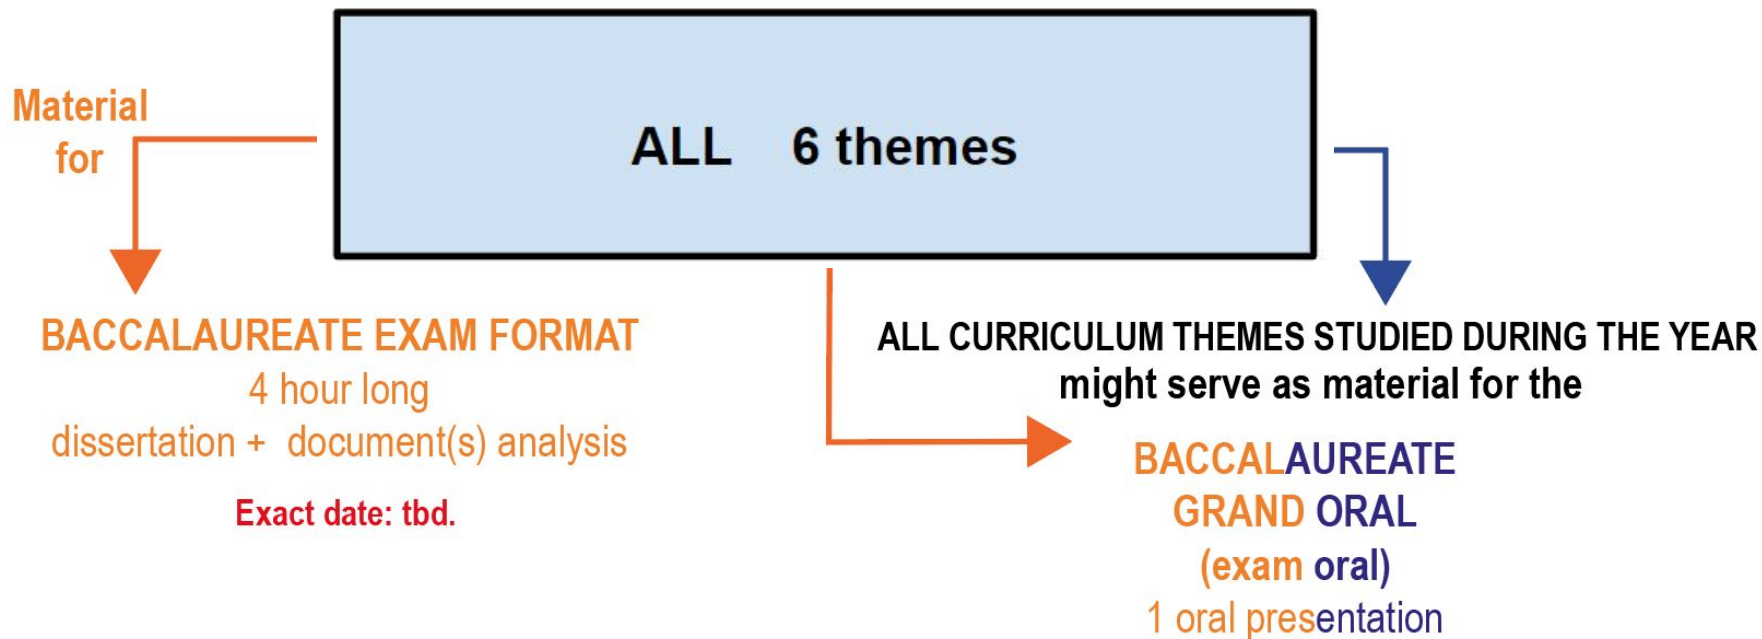 ALL 6 themes
Material
for
BACCALAUREATE EXAM FORMAT
4 hour long
dissertation + document(s) analysis
Exact date: tbd.
ALL CURRICULUM THEMES STUDIED DURING THE YEAR
might serve as material for the
BACCALAUREATE
GRAND ORAL
(exam oral)
1 oral presentation